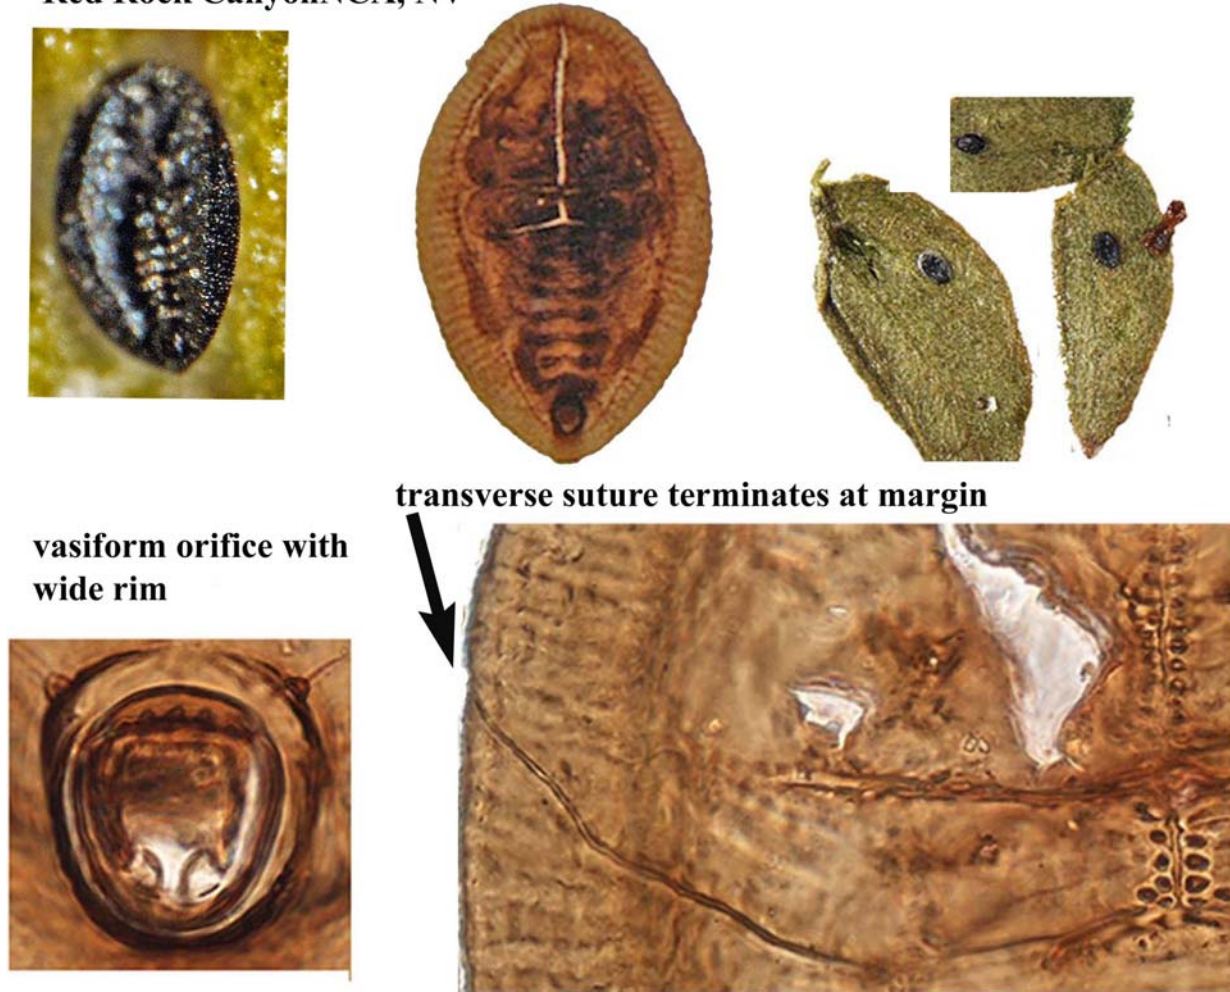 Red Rock CanyonNCA, NV
transverse suture terminates at margin
vasiform orifice with
wide rim